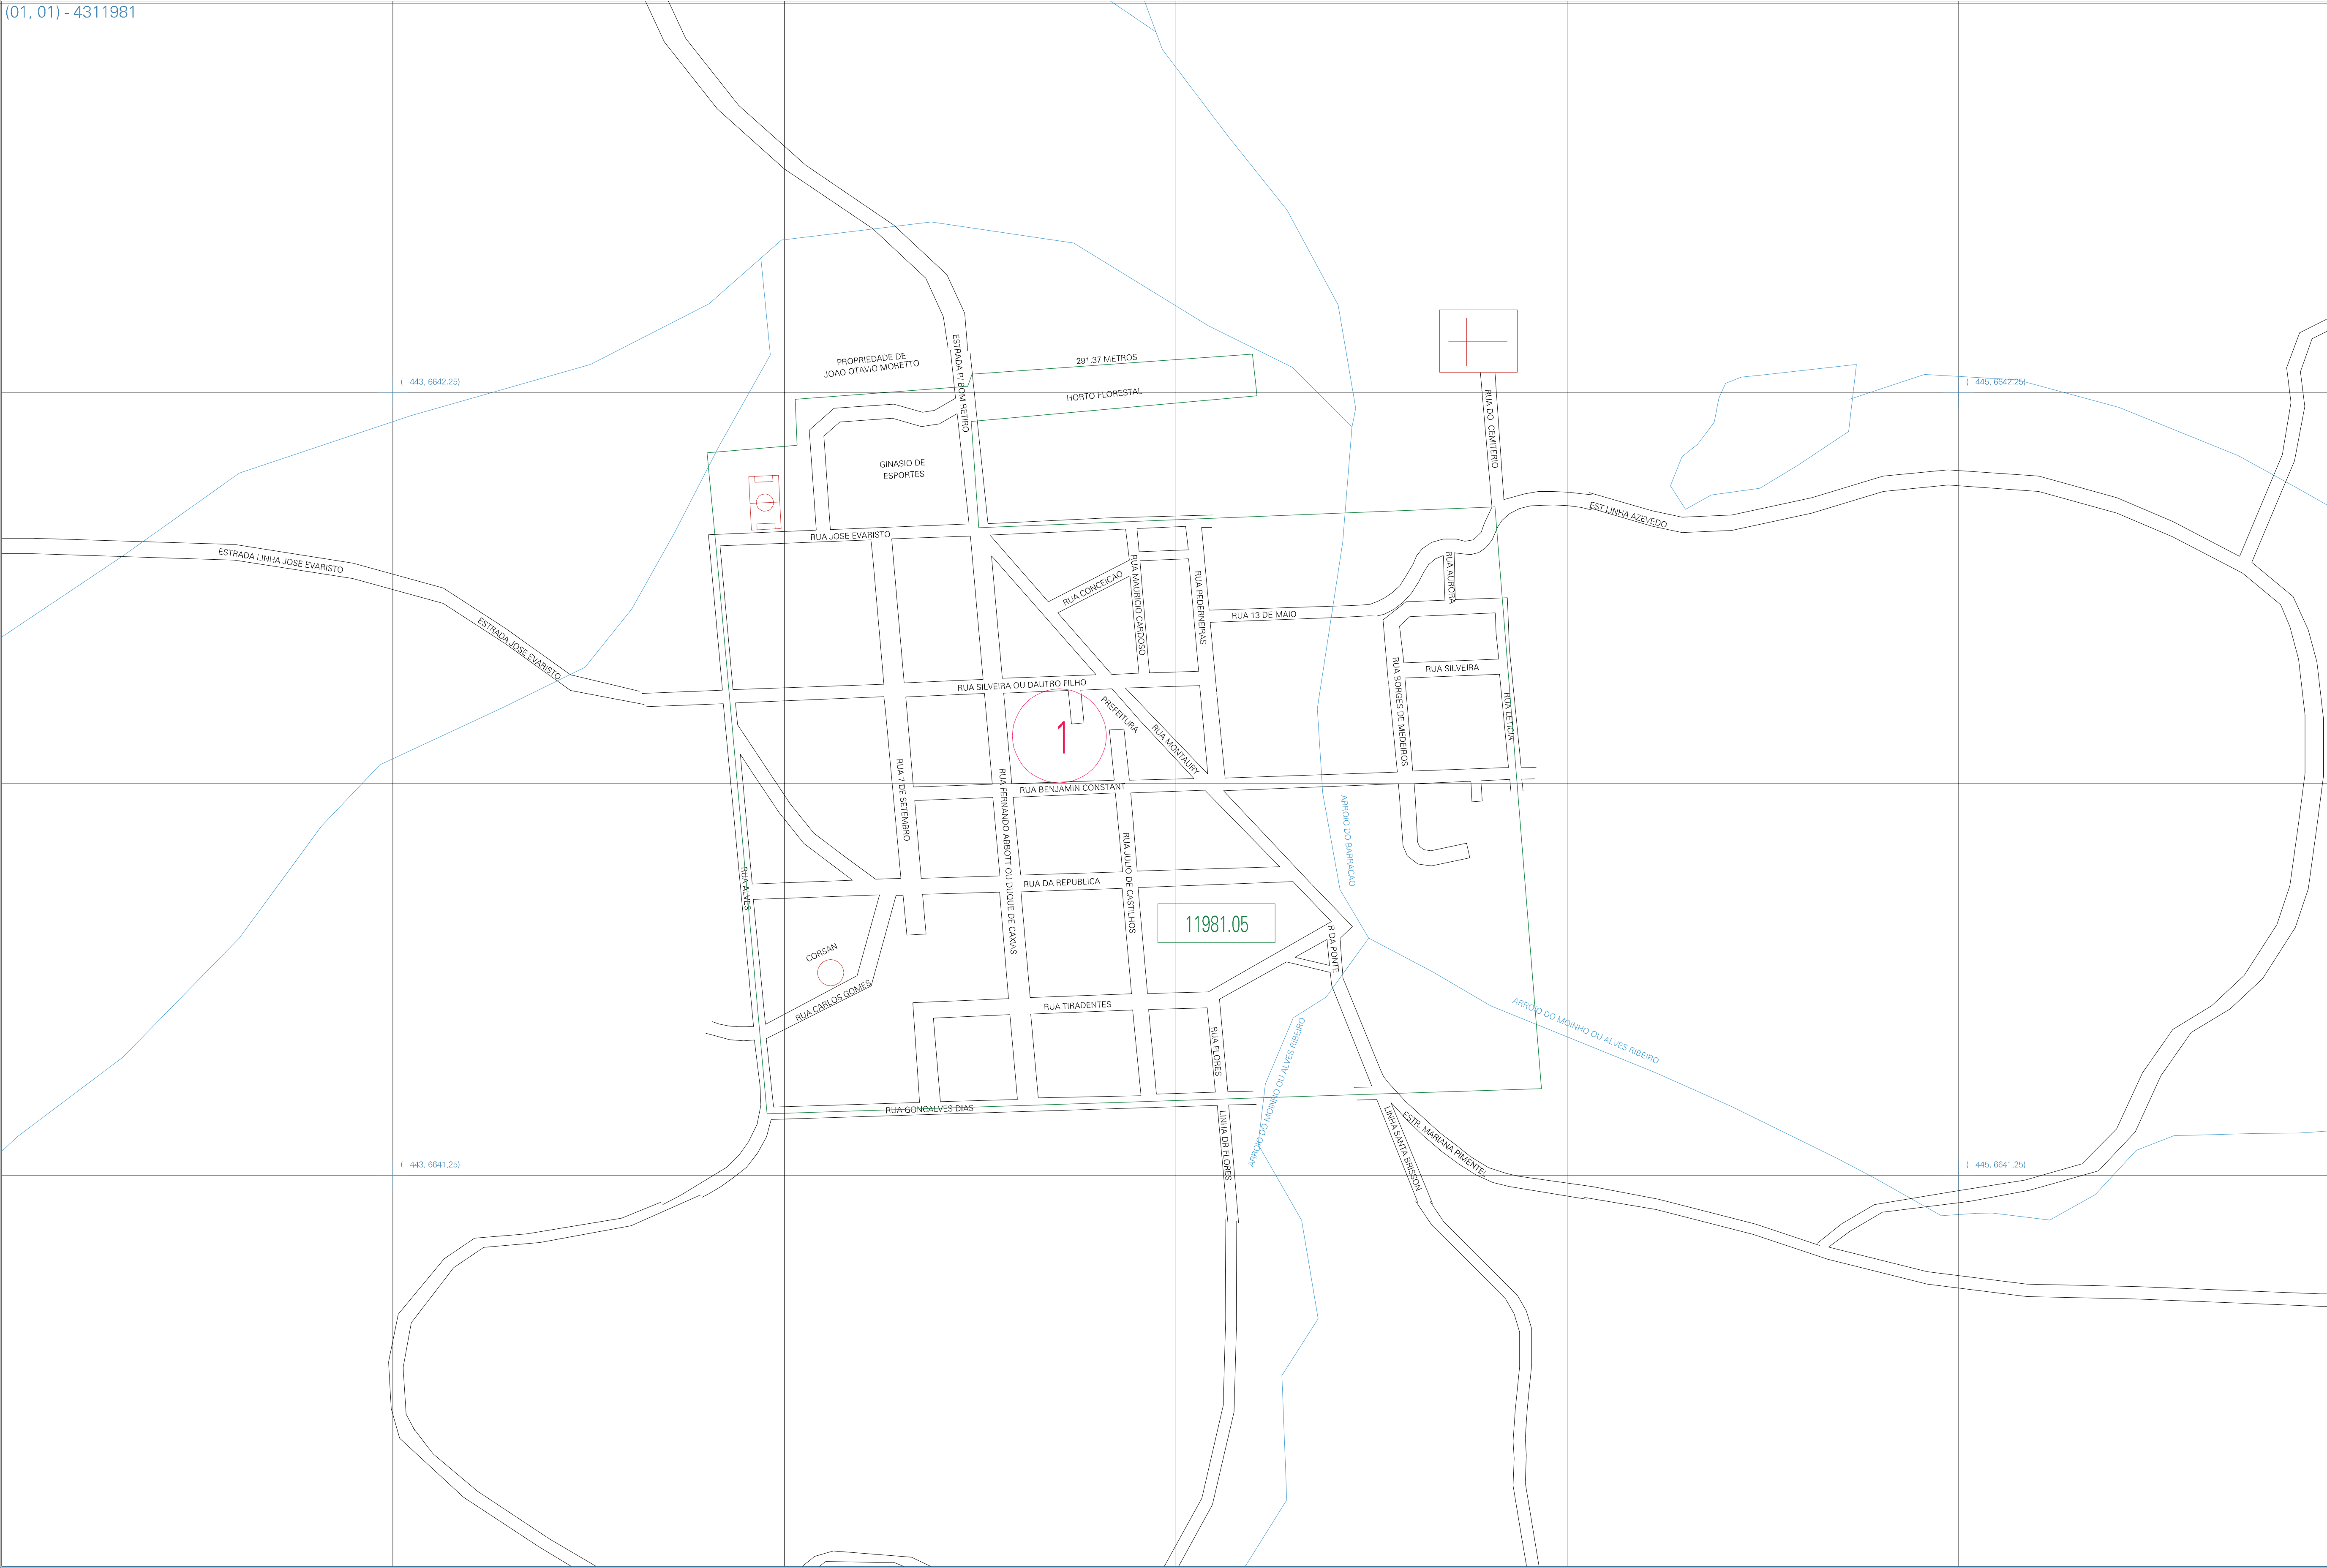 (01, 01) - 4311981
PROPRIEDADE DE
JOAO OTAVIO MORETTO
ESTRADA P/ BOM RETIRO
291,37 METROS
HORTO FLORESTAL
( 443, 6642,25)
( 445, 6642,25)
RUA DO CEMITERIO
GINASIO DE
ESPORTES
EST LINHA AZEVEDO
RUA JOSE EVARISTO
ESTRADA LINHA JOSE EVARISTO
ESTRADA JOSE EVARISTO
RUA CONCEICAO
RUA MAURICIO CARDOSO
RUA PEDERNEIRAS
RUA 13 DE MAIO
RUA AURORA
RUA SILVEIRA
RUA BORGES DE MEDEIROS
RUA LETICIA
RUA SILVEIRA OU DAUTRO FILHO
PREFEITURA
RUA MONTAURY
1
RUA 7 DE SETEMBRO
RUA FERNANDO ABBOTT OU DUQUE DE CAXIAS
RUA BENJAMIN CONSTANT
RUA JULIO DE CASTILHOS
ARROIO DO BARRACAO
RUA ALVES
RUA DA REPUBLICA
11981.05
R DA PONTE
CORSAN
RUA CARLOS GOMES
RUA TIRADENTES
RUA FLORES
ARROIO DO MOINHO OU ALVES RIBEIRO
ARROIO DO MOINHO OU ALVES RIBEIRO
RUA GONCALVES DIAS
LINHA DR FLORES
LINHA SANTA BRISSON
ESTR. MARIANA PIMENTEL
( 443, 6641,25)
( 445, 6641,25)